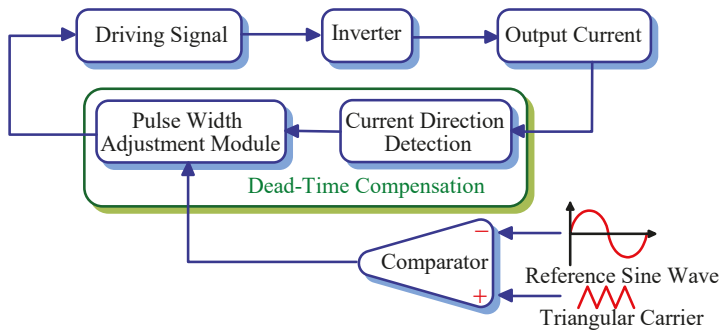 Driving Signal
Inverter
Output Current
Pulse Width
Adjustment Module
Current Direction
Detection
Dead-Time Compensation
Comparator
−
+
Reference Sine Wave
Triangular Carrier